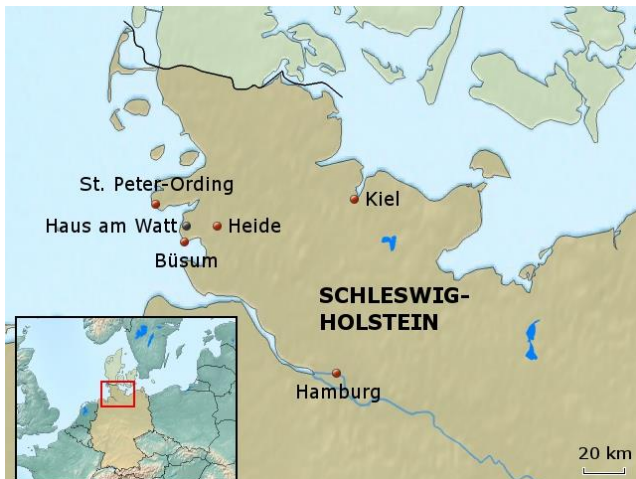 St. Peter-Ording
Kiel
Haus am Watt
Heide
Büsum
SCHLESWIG-
HOLSTEIN
Hamburg
20 km